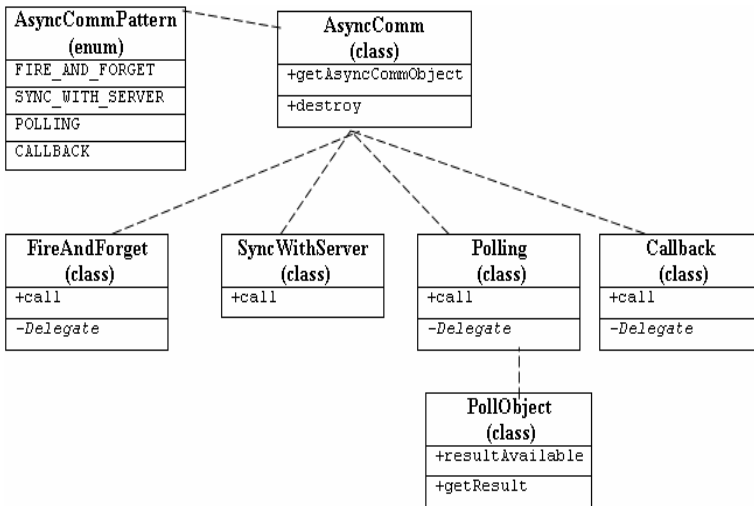 AsyncCommPattern
(enum)
FIRE_AND_FORGET
SYNC_WITH_SERVER
POLLING
CALLBACK
AsyncComm
(class)
+getAsyncCommObject
+destroy
FireAndForget
(class)
+call
-Delegate
SyncWithServer
(class)
+call
Polling
(class)
+call
-Delegate
Callback
(class)
+call
-Delegate
PollObject
(class)
+resultAvailable
+getResult